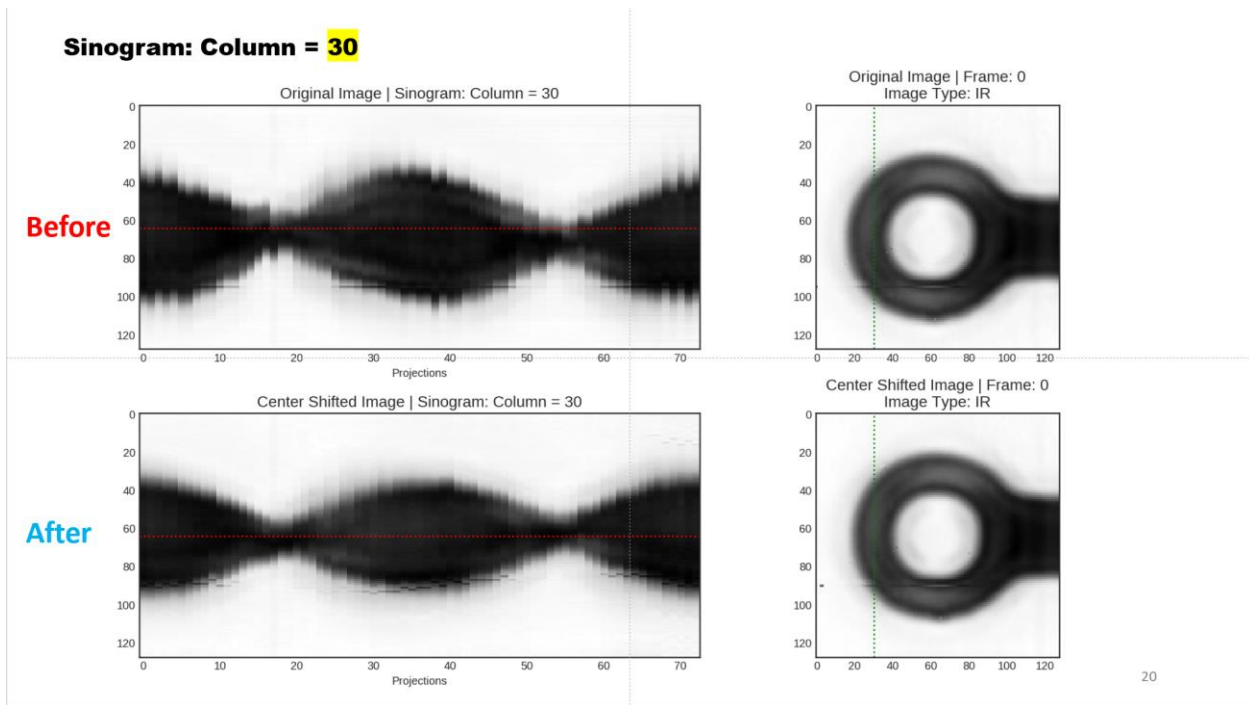 Sinogram: Column = 30
Original Image | Sinogram: Column = 30
0
20
40
60
80
100
120
0 10 20 30 40 50 60 70
Projections
Original Image | Frame: 0
Image Type: IR
0
20
40
60
80
100
120
0 20 40 60 80 100 120
Before
Center Shifted Image | Sinogram: Column = 30
0
20
40
60
80
100
120
0 10 20 30 40 50 60 70
Projections
Center Shifted Image | Frame: 0
Image Type: IR
0
20
40
60
80
100
120
0 20 40 60 80 100 120
After
20